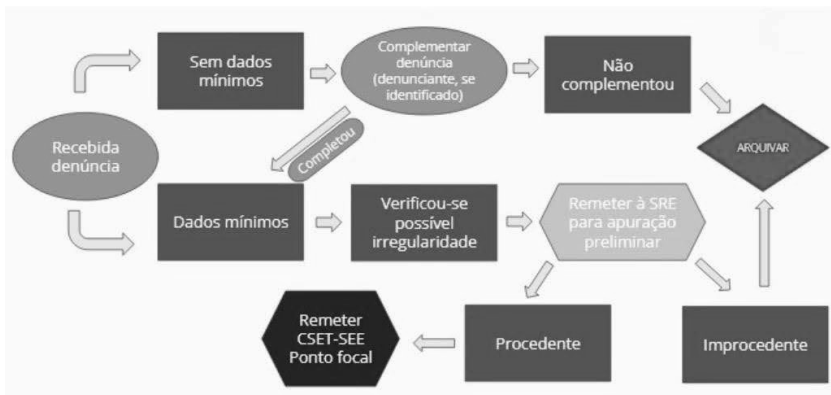 Sem dados
mínimos
Complementar
denúncia
(denunciante, se
identificado)
Não
complementou
Recebida
denúncia
Completou
ARQUIVAR
Dados mínimos
Verificou-se
possível
irregularidade
Remeter à SRE
para apuração
preliminar
Remeter
CSET-SEE
Ponto focal
Procedente
Improcedente